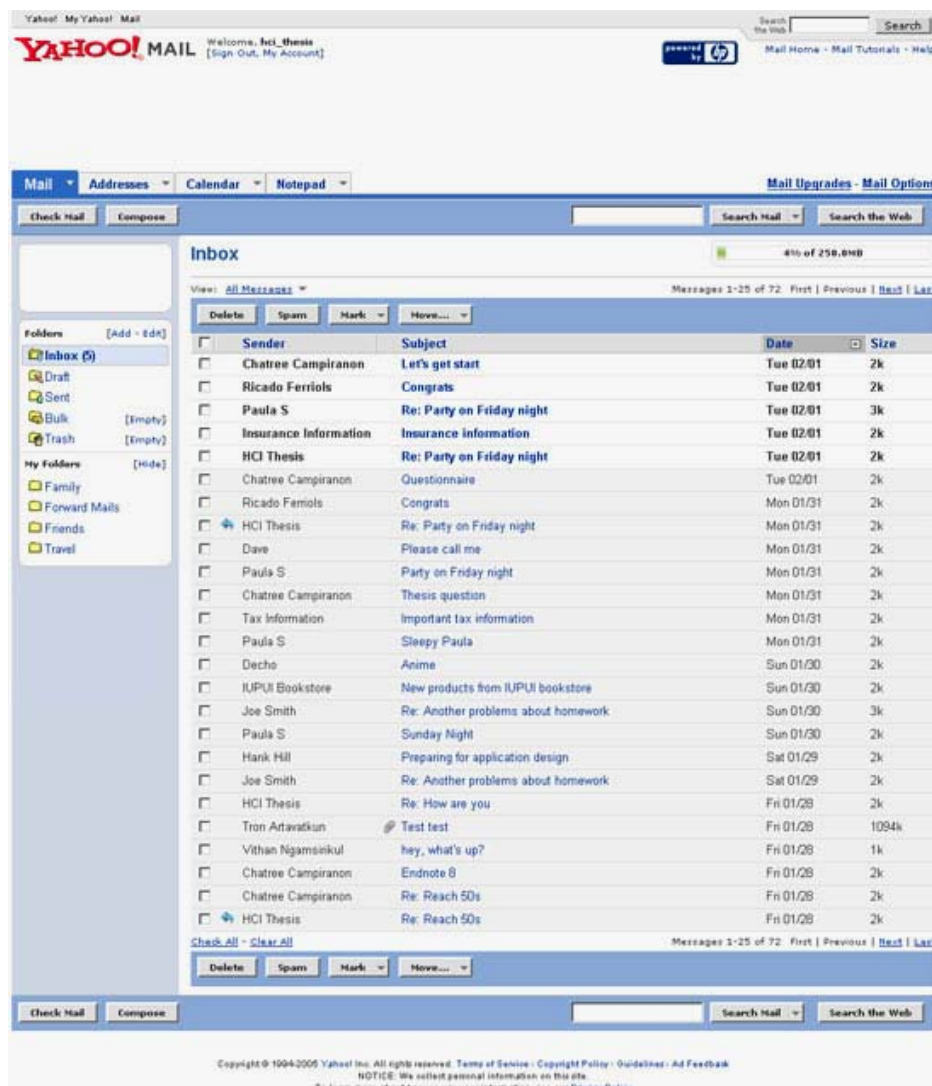 Yahoo! My Yahoo! Mail
Search the Web Search
YAHOO! MAIL Welcome, hci_thesis
[Sign Out, My Account]
powered by hp
Mail Home - Mail Tutorials - Help
Mail Addresses Calendar Notepad
Mail Upgrades - Mail Options
Check Mail Compose Search Mail Search the Web
Inbox
4% of 250.0MB
View: All Messages
Messages 1-25 of 72 First | Previous | Next | Las
Delete Spam Mark Move...
Folders [Add - Edit]
Inbox (5)
Draft
Sent
Bulk [Empty]
Trash [Empty]
My Folders [Hide]
Family
Forward Mails
Friends
Travel
Sender Subject Date Size
Chatree Campiranon Let's get start Tue 02/01 2k
Ricado Ferriols Congrats Tue 02/01 2k
Paula S Re: Party on Friday night Tue 02/01 3k
Insurance Information Insurance information Tue 02/01 2k
HCI Thesis Re: Party on Friday night Tue 02/01 2k
Chatree Campiranon Questionnaire Tue 02/01 2k
Ricado Ferriols Congrats Mon 01/31 2k
HCI Thesis Re: Party on Friday night Mon 01/31 2k
Dave Please call me Mon 01/31 2k
Paula S Party on Friday night Mon 01/31 2k
Chatree Campiranon Thesis question Mon 01/31 2k
Tax Information Important tax information Mon 01/31 2k
Paula S Sleepy Paula Mon 01/31 2k
Decho Anime Sun 01/30 2k
IUPUI Bookstore New products from IUPUI bookstore Sun 01/30 2k
Joe Smith Re: Another problems about homework Sun 01/30 3k
Paula S Sunday Night Sun 01/30 2k
Hank Hill Preparing for application design Sat 01/29 2k
Joe Smith Re: Another problems about homework Sat 01/29 2k
HCI Thesis Re: How are you Fri 01/28 2k
Tron Artavatkun Test test Fri 01/28 1094k
Vithan Ngamsirikul hey, what's up? Fri 01/28 1k
Chatree Campiranon Endnote 8 Fri 01/28 2k
Chatree Campiranon Re: Reach 50s Fri 01/28 2k
HCI Thesis Re: Reach 50s Fri 01/28 2k
Check All - Clear All
Messages 1-25 of 72 First | Previous | Next | Las
Delete Spam Mark Move...
Check Mail Compose Search Mail Search the Web
Copyright © 1994-2005 Yahoo! Inc. All rights reserved. Terms of Service - Copyright Policy - Guidelines - Ad Feedback
NOTICE: We collect personal information on this site.